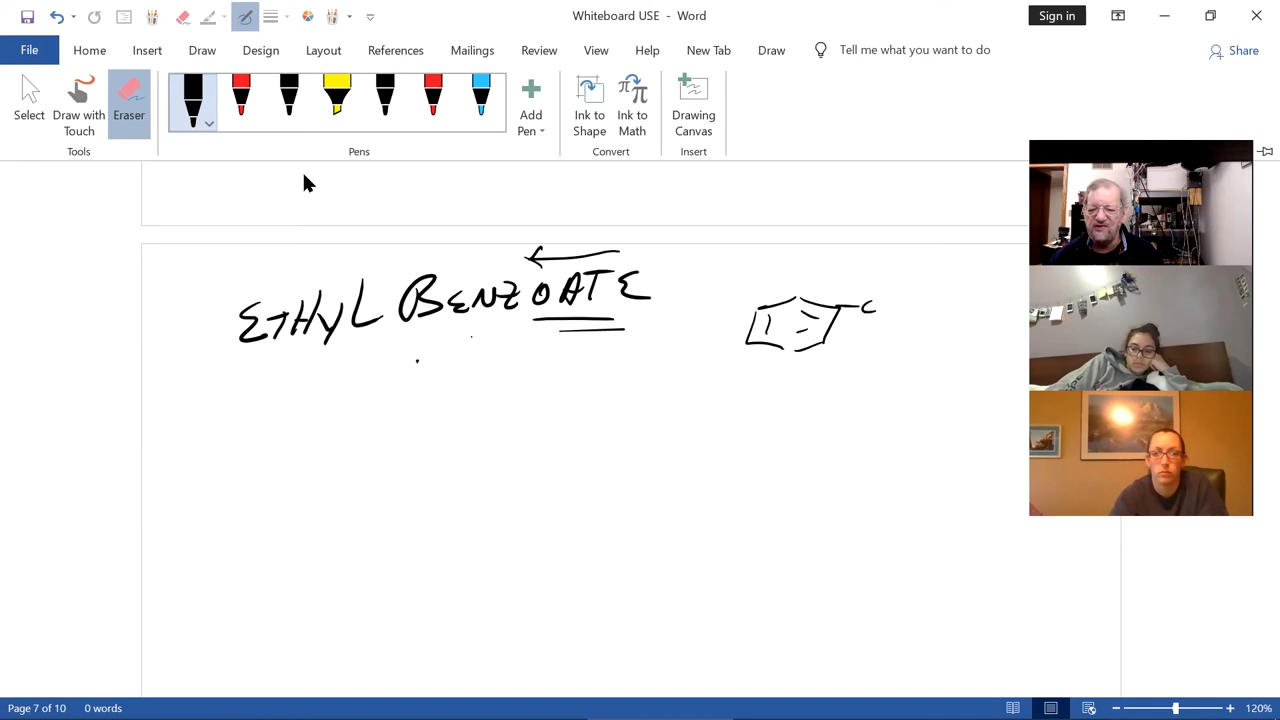 Whiteboard USE - Word
Sign in
File Home Insert Draw Design Layout References Mailings Review View Help New Tab Draw Tell me what you want to do Share
Select
Draw with Touch
Eraser
Add Pen
Ink to Shape
Ink to Math
Drawing Canvas
Tools Pens Convert Insert
ETHYL BENZOATE
C
Page 7 of 10 0 words 120%